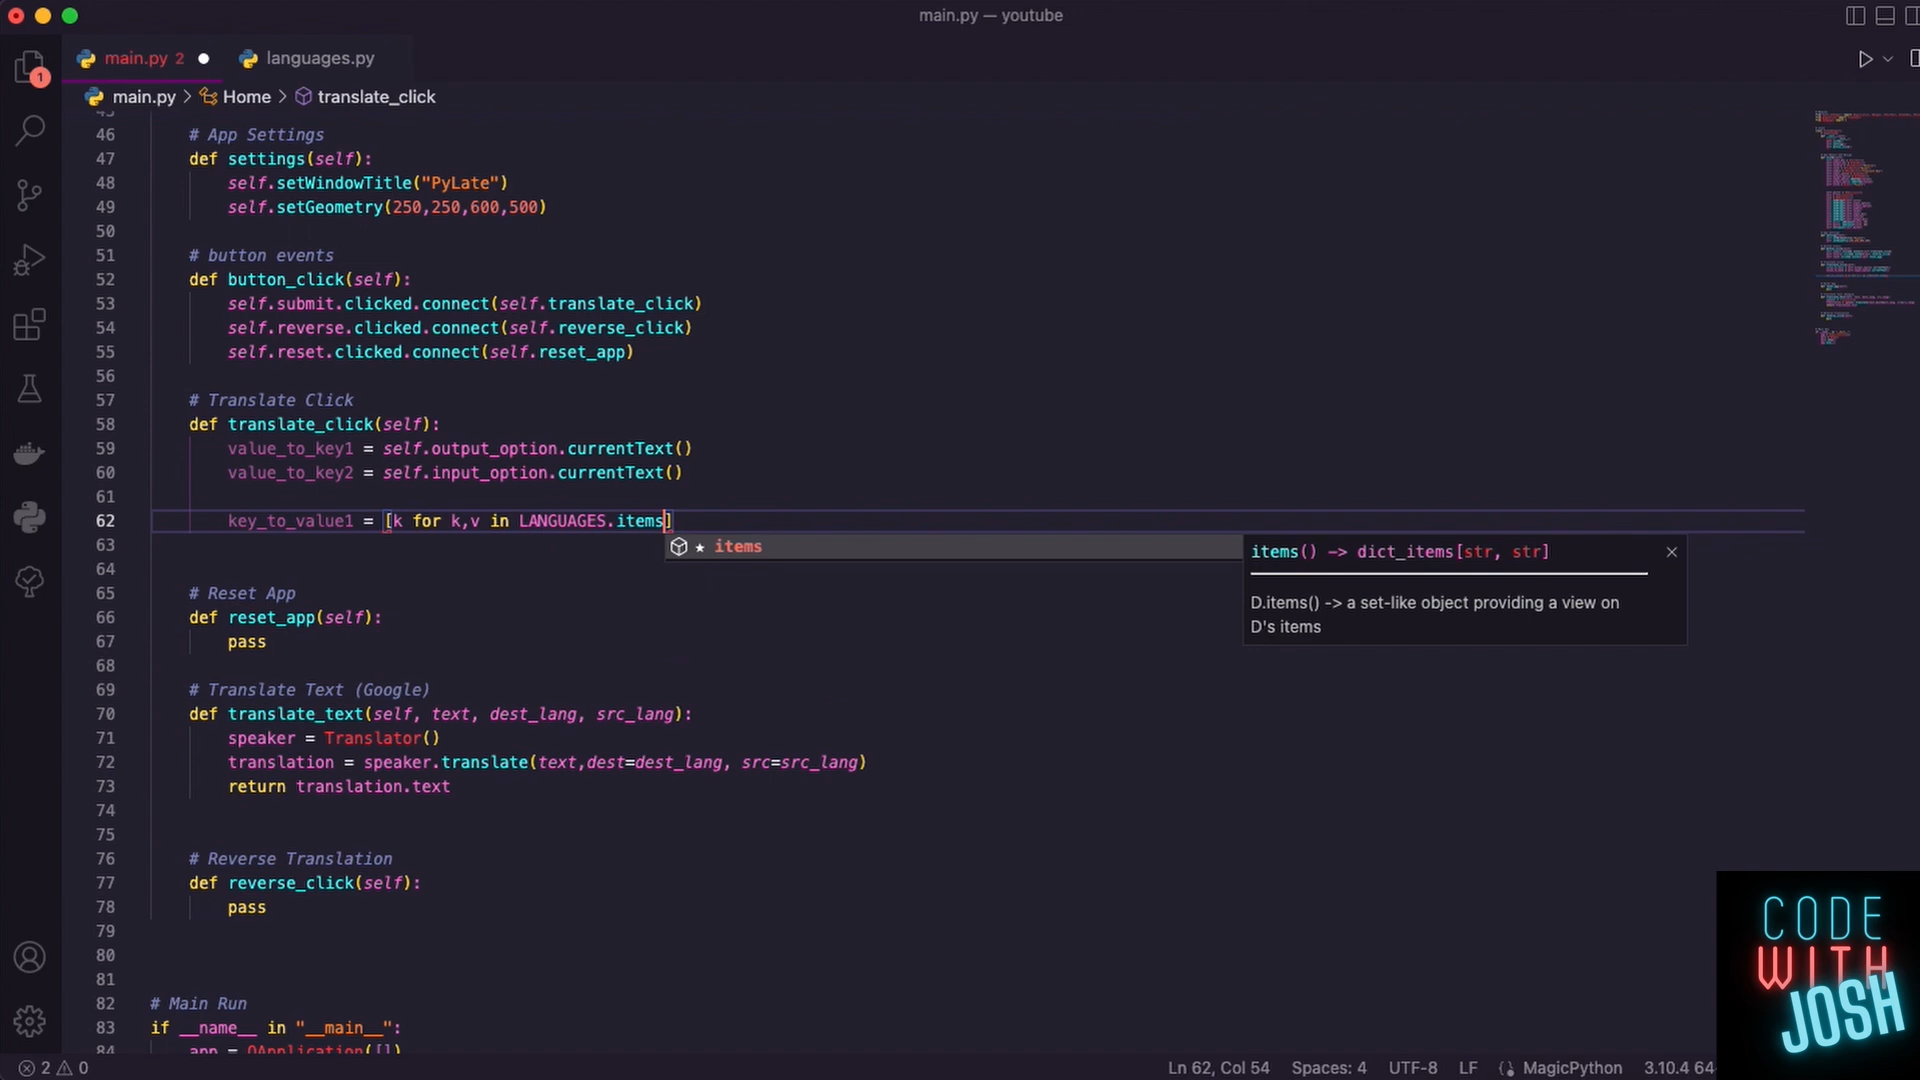 main.py — youtube
main.py 2
languages.py
1
main.py > Home > translate_click
46 # App Settings
47 def settings(self):
48 self.setWindowTitle("PyLate")
49 self.setGeometry(250,250,600,500)
50
51 # button events
52 def button_click(self):
53 self.submit.clicked.connect(self.translate_click)
54 self.reverse.clicked.connect(self.reverse_click)
55 self.reset.clicked.connect(self.reset_app)
56
57 # Translate Click
58 def translate_click(self):
59 value_to_key1 = self.output_option.currentText()
60 value_to_key2 = self.input_option.currentText()
61
62 key_to_value1 = [k for k,v in LANGUAGES.items]
63
items
items() -> dict_items[str, str]
D.items() -> a set-like object providing a view on
D's items
64
65 # Reset App
66 def reset_app(self):
67 pass
68
69 # Translate Text (Google)
70 def translate_text(self, text, dest_lang, src_lang):
71 speaker = Translator()
72 translation = speaker.translate(text,dest=dest_lang, src=src_lang)
73 return translation.text
74
75
76 # Reverse Translation
77 def reverse_click(self):
78 pass
79
80
81
82 # Main Run
83 if __name__ in "__main__":
84 app = QApplication([])
2 0
Ln 62, Col 54
Spaces: 4
UTF-8
LF
MagicPython
3.10.4 64
CODE
WITH
JOSH